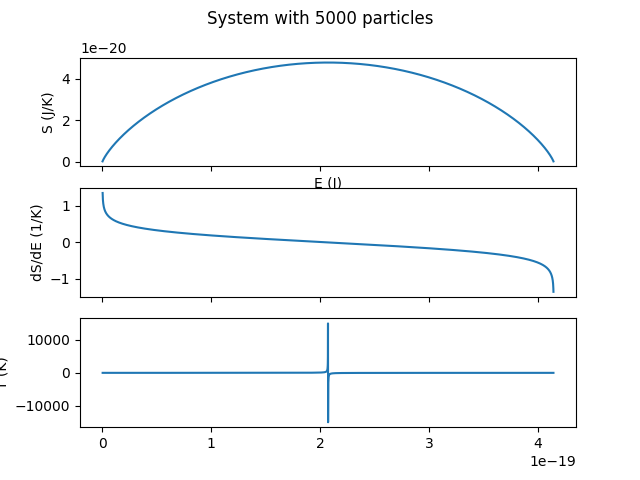 System with 5000 particles
1e−20
4
2
0
S (J/K)
E (J)
1
0
−1
dS/dE (1/K)
10000
0
−10000
(K)
0 1 2 3 4
1e−19